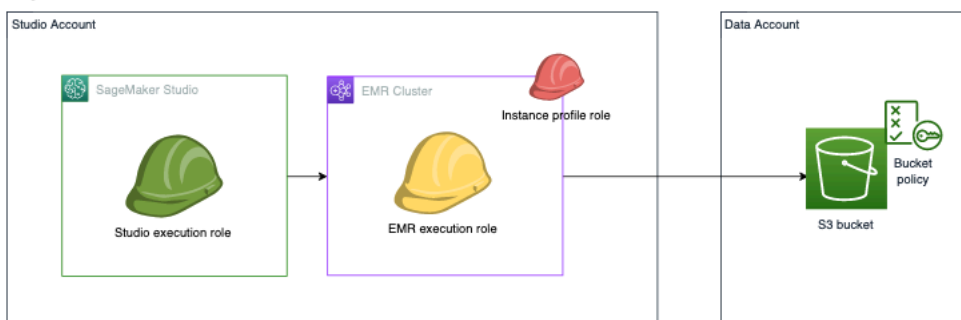 Studio Account
Data Account
SageMaker Studio
EMR Cluster
Instance profile role
Studio execution role
EMR execution role
Bucket
policy
S3 bucket